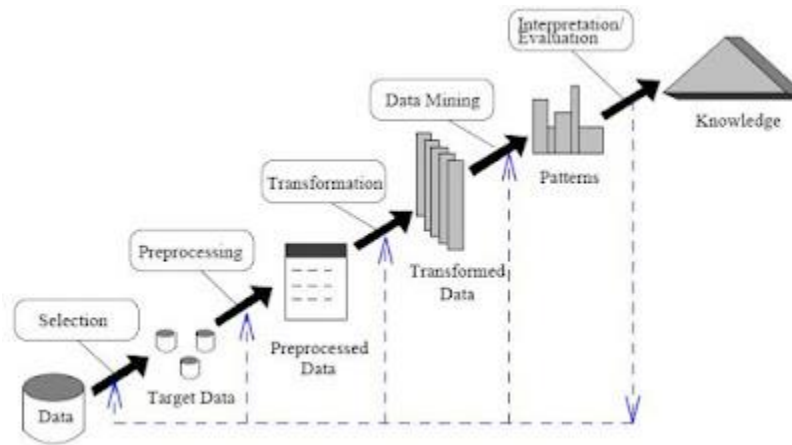 Interpretation/
Evaluation
Data Mining
Knowledge
Transformation
Patterns
Preprocessing
Transformed
Data
Selection
Preprocessed
Data
Target Data
Data